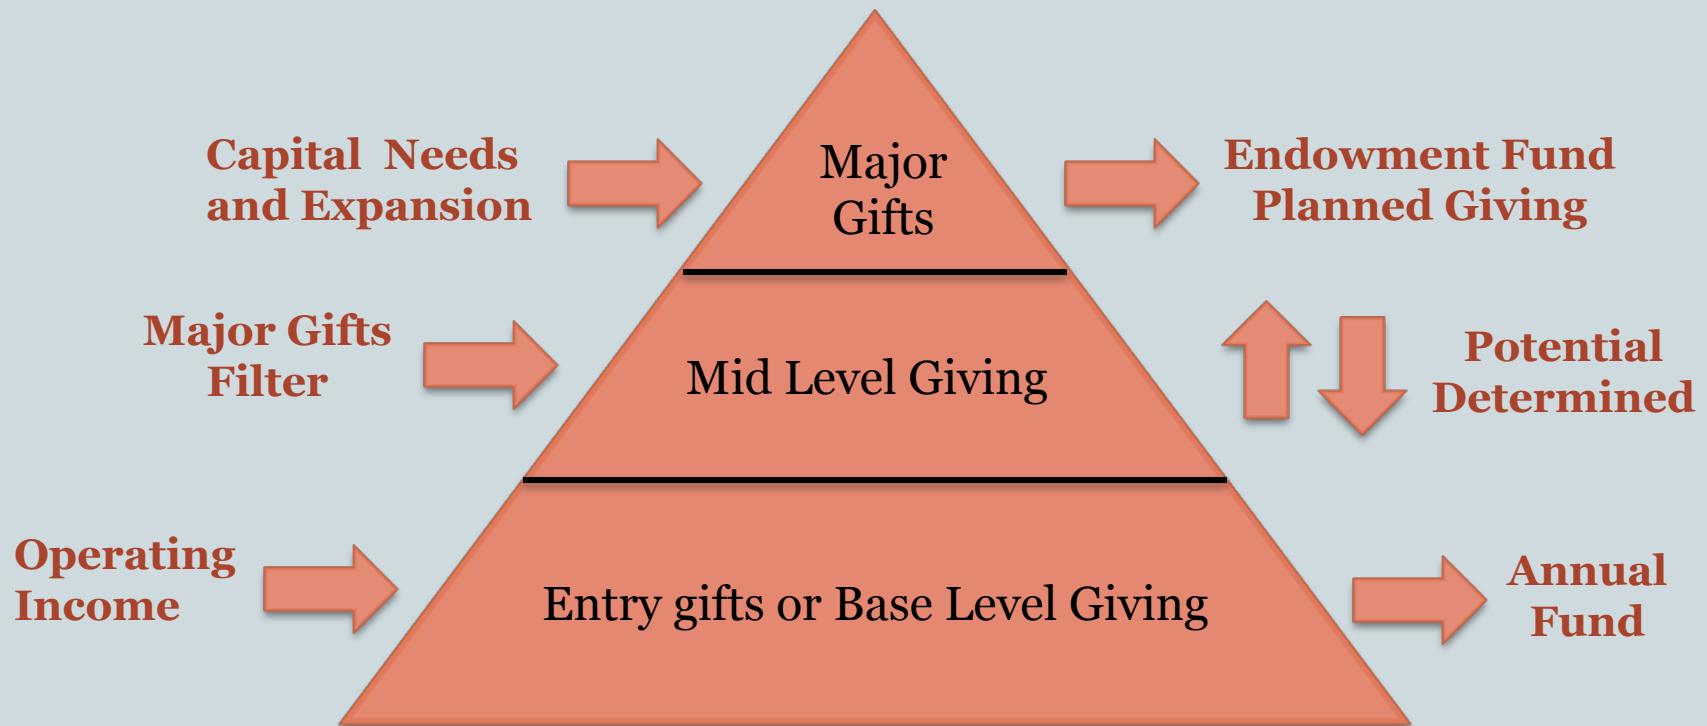 Capital Needs
and Expansion
Major
Gifts
Endowment Fund
Planned Giving
Major Gifts
Filter
Mid Level Giving
Potential
Determined
Operating
Income
Entry gifts or Base Level Giving
Annual
Fund